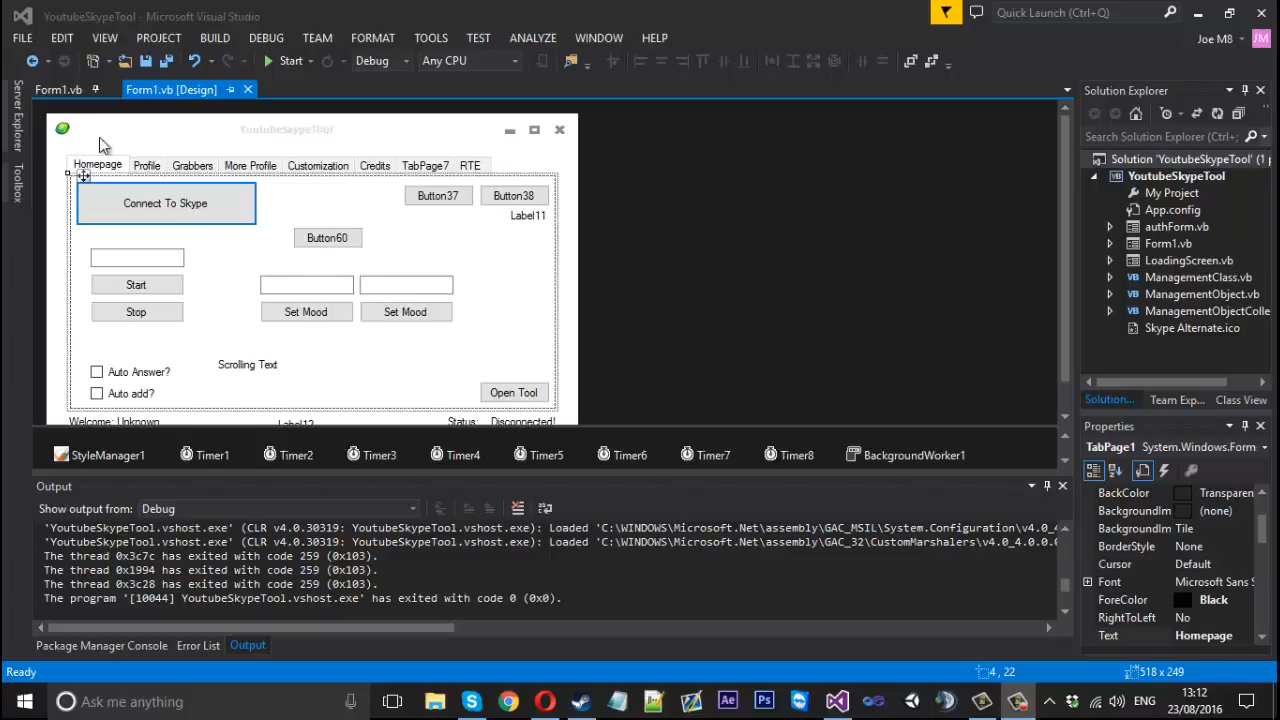 YoutubeSkypeTool - Microsoft Visual Studio
Quick Launch (Ctrl+Q)
FILE EDIT VIEW PROJECT BUILD DEBUG TEAM FORMAT TOOLS TEST ANALYZE WINDOW HELP
Joe M8 JM
Start Debug Any CPU
Server Explorer
Toolbox
Form1.vb Form1.vb [Design]
YoutubeSkypeTool
Homepage Profile Grabbers More Profile Customization Credits TabPage7 RTE
Connect To Skype
Button37 Button38
Label11
Button60
Start
Stop
Set Mood Set Mood
Scrolling Text
Auto Answer?
Auto add?
Open Tool
Welcome: Unknown Label12 Status: Disconnected!
StyleManager1 Timer1 Timer2 Timer3 Timer4 Timer5 Timer6 Timer7 Timer8 BackgroundWorker1
Output
Show output from: Debug
'YoutubeSkypeTool.vshost.exe' (CLR v4.0.30319: YoutubeSkypeTool.vshost.exe): Loaded 'C:\WINDOWS\Microsoft.Net\assembly\GAC_MSIL\System.Configuration\v4.0_4
'YoutubeSkypeTool.vshost.exe' (CLR v4.0.30319: YoutubeSkypeTool.vshost.exe): Loaded 'C:\WINDOWS\Microsoft.Net\assembly\GAC_32\CustomMarshalers\v4.0_4.0.0.0
The thread 0x3c7c has exited with code 259 (0x103).
The thread 0x1994 has exited with code 259 (0x103).
The thread 0x3c28 has exited with code 259 (0x103).
The program '[10044] YoutubeSkypeTool.vshost.exe' has exited with code 0 (0x0).
Package Manager Console Error List Output
Solution Explorer
Search Solution Explorer (Ctrl+
Solution 'YoutubeSkypeTool' (1 p
YoutubeSkypeTool
My Project
App.config
authForm.vb
Form1.vb
LoadingScreen.vb
VB ManagementClass.vb
VB ManagementObject.vb
VB ManagementObjectColle
Skype Alternate.ico
Solution... Team Exp... Class View
Properties
TabPage1 System.Windows.Form
BackColor Transparen
BackgroundIm (none)
BackgroundIm Tile
BorderStyle None
Cursor Default
Font Microsoft Sans S
ForeColor Black
RightToLeft No
Text Homepage
Ready 4 , 22 518 x 249
Ask me anything
ENG
13:12
23/08/2016